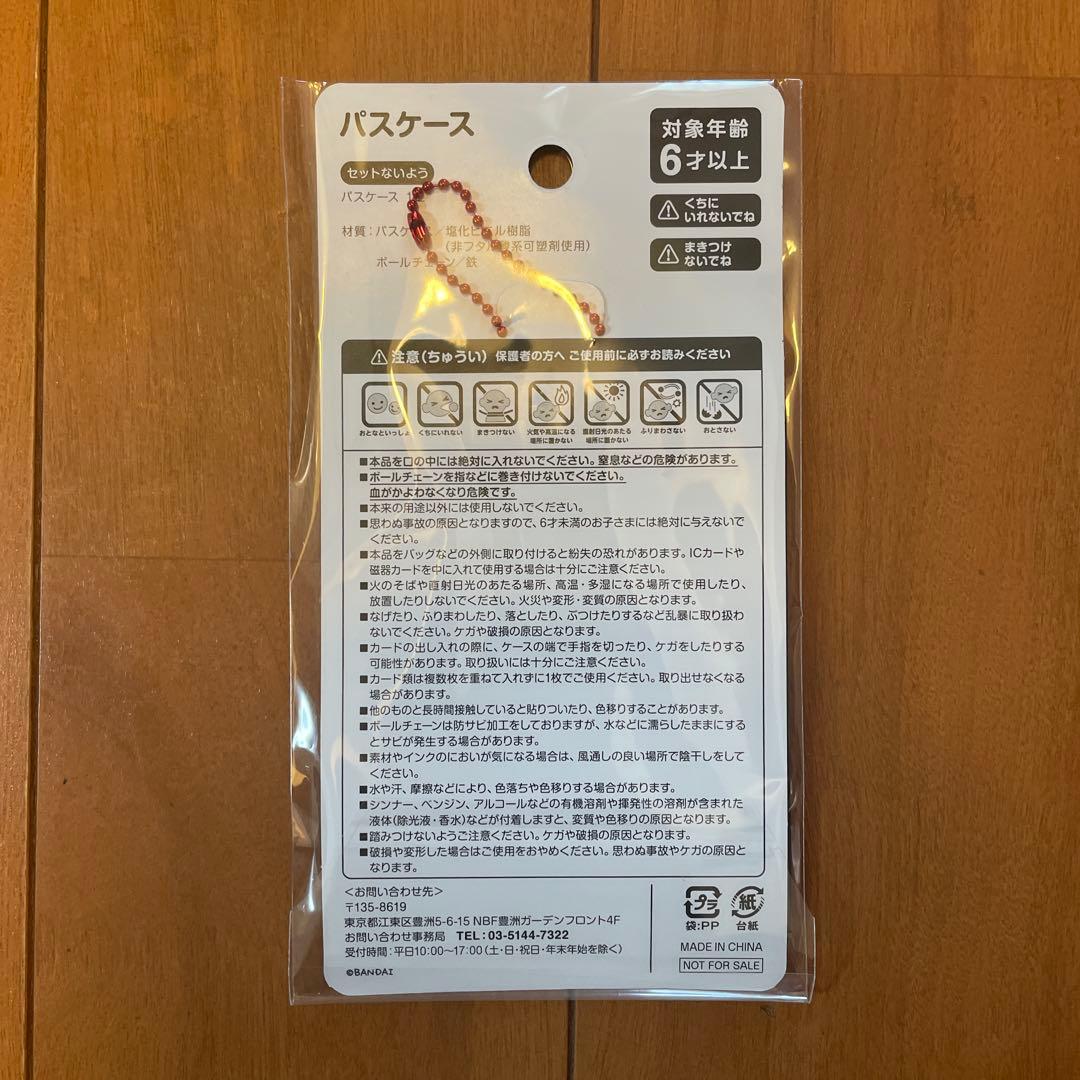 パスケース
対象年齢
6才以上
セットないよう
パスケース
くちに
いれないでね
まきつけ
ないでね
材質：パスケース／塩化ビニル樹脂
（非フタル酸系可塑剤使用）
ボールチェーン／鉄
注意（ちゅうい） 保護者の方へ ご使用前に必ずお読みください
おとなといっしょ くちにいれない まきつけない 火気や高温になる 直射日光のあたる ふりまわさない おとさない
場所に置かない 場所に置かない
■本品を口の中には絶対に入れないでください。窒息などの危険があります。
■ボールチェーンを指などに巻き付けないでください。
血がかよわなくなり危険です。
■本来の用途以外には使用しないでください。
■思わぬ事故の原因となりますので、6才未満のお子さまには絶対に与えないで
ください。
■本品をバッグなどの外側に取り付けると紛失の恐れがあります。ICカードや
磁器カードを中に入れて使用する場合は十分にご注意ください。
■火のそばや直射日光のあたる場所、高温・多湿になる場所で使用したり、
放置したりしないでください。火災や変形・変質の原因となります。
■なげたり、ふりまわしたり、落としたり、ぶつけたりするなど乱暴に取り扱わ
ないでください。ケガや破損の原因となります。
■カードの出し入れの際に、ケースの端で手指を切ったり、ケガをしたりする
可能性があります。取り扱いには十分にご注意ください。
■カード類は複数枚を重ねて入れずに1枚でご使用ください。取り出せなくなる
場合があります。
■他のものと長時間接触していると貼りついたり、色移りすることがあります。
■ボールチェーンは防サビ加工をしておりますが、水などに濡らしたままにする
とサビが発生する場合があります。
■素材やインクのにおいが気になる場合は、風通しの良い場所で陰干しをして
ください。
■水や汗、摩擦などにより、色落ちや色移りする場合があります。
■シンナー、ベンジン、アルコールなどの有機溶剤や揮発性の溶剤が含まれた
液体（除光液・香水）などが付着しますと、変質や色移りの原因となります。
■踏みつけないようご注意ください。ケガや破損の原因となります。
■破損や変形した場合はご使用をおやめください。思わぬ事故やケガの原因と
なります。
＜お問い合わせ先＞
〒135-8619
東京都江東区豊洲5-6-15 NBF豊洲ガーデンフロント4F
お問い合わせ事務局 TEL：03-5144-7322
受付時間：平日10：00～17：00（土・日・祝日・年末年始を除く）
©BANDAI
プラ 紙
袋：PP 台紙
MADE IN CHINA
NOT FOR SALE